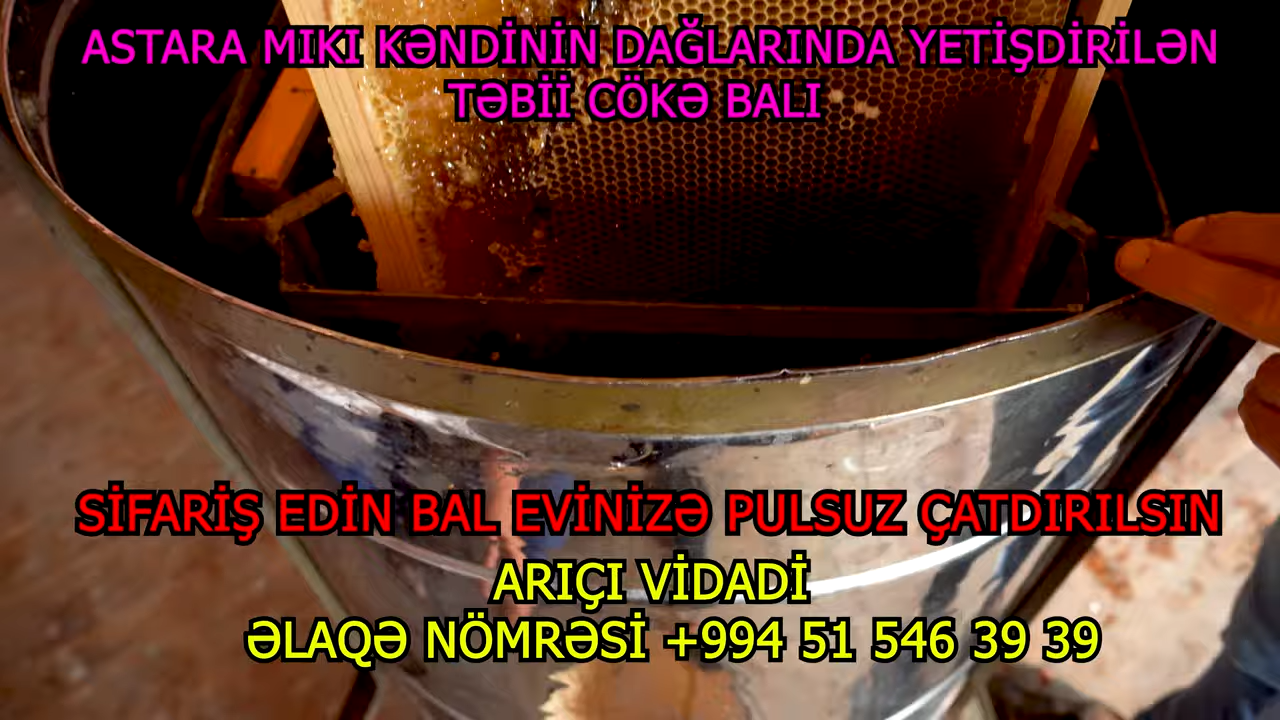 ASTARA MIKI KƏNDİNİN DAĞLARINDA YETİŞDİRİLƏN
TƏBİİ CÖKƏ BALI
SİFARİŞ EDİN BAL EVİNİZƏ PULSUZ ÇATDIRILSIN
ARIÇI VİDADİ
ƏLAQƏ NÖMRƏSİ +994 51 546 39 39